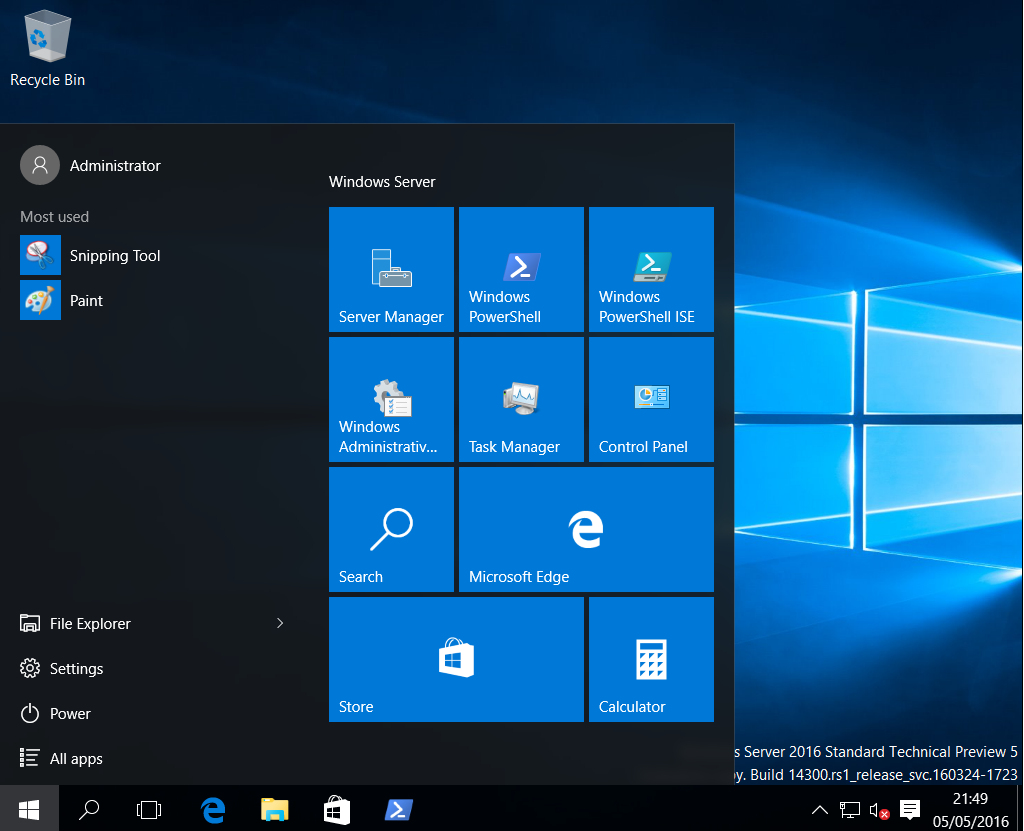 Recycle Bin
Administrator
Most used
Snipping Tool
Paint
File Explorer
Settings
Power
All apps
Windows Server
Server Manager
Windows
PowerShell
Windows
PowerShell ISE
Windows
Administrativ...
Task Manager
Control Panel
Search
Microsoft Edge
Store
Calculator
Server 2016 Standard Technical Preview 5
Build 14300.rs1_release_svc.160324-1723
21:49
05/05/2016